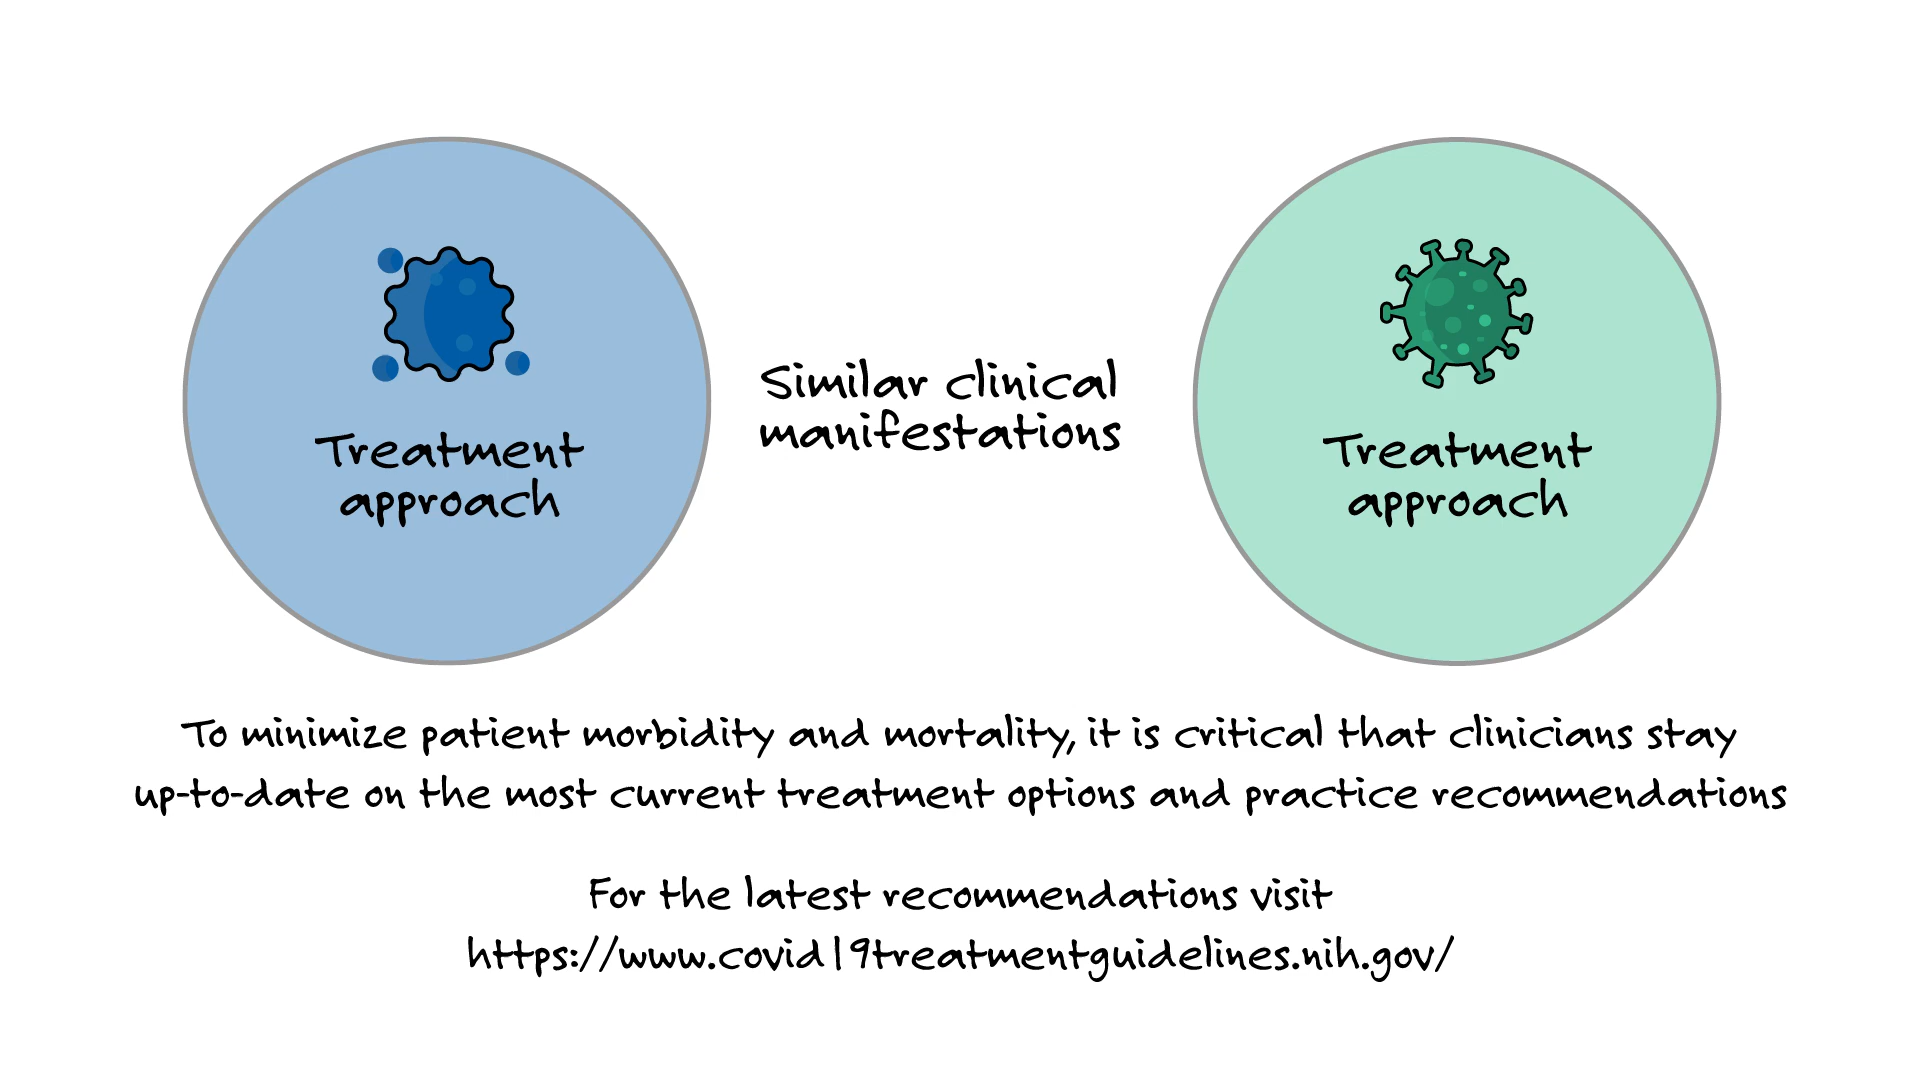 Treatment
approach
Similar clinical
manifestations
Treatment
approach
To minimize patient morbidity and mortality, it is critical that clinicians stay
up-to-date on the most current treatment options and practice recommendations
For the latest recommendations visit
https://www.covid19treatmentguidelines.nih.gov/